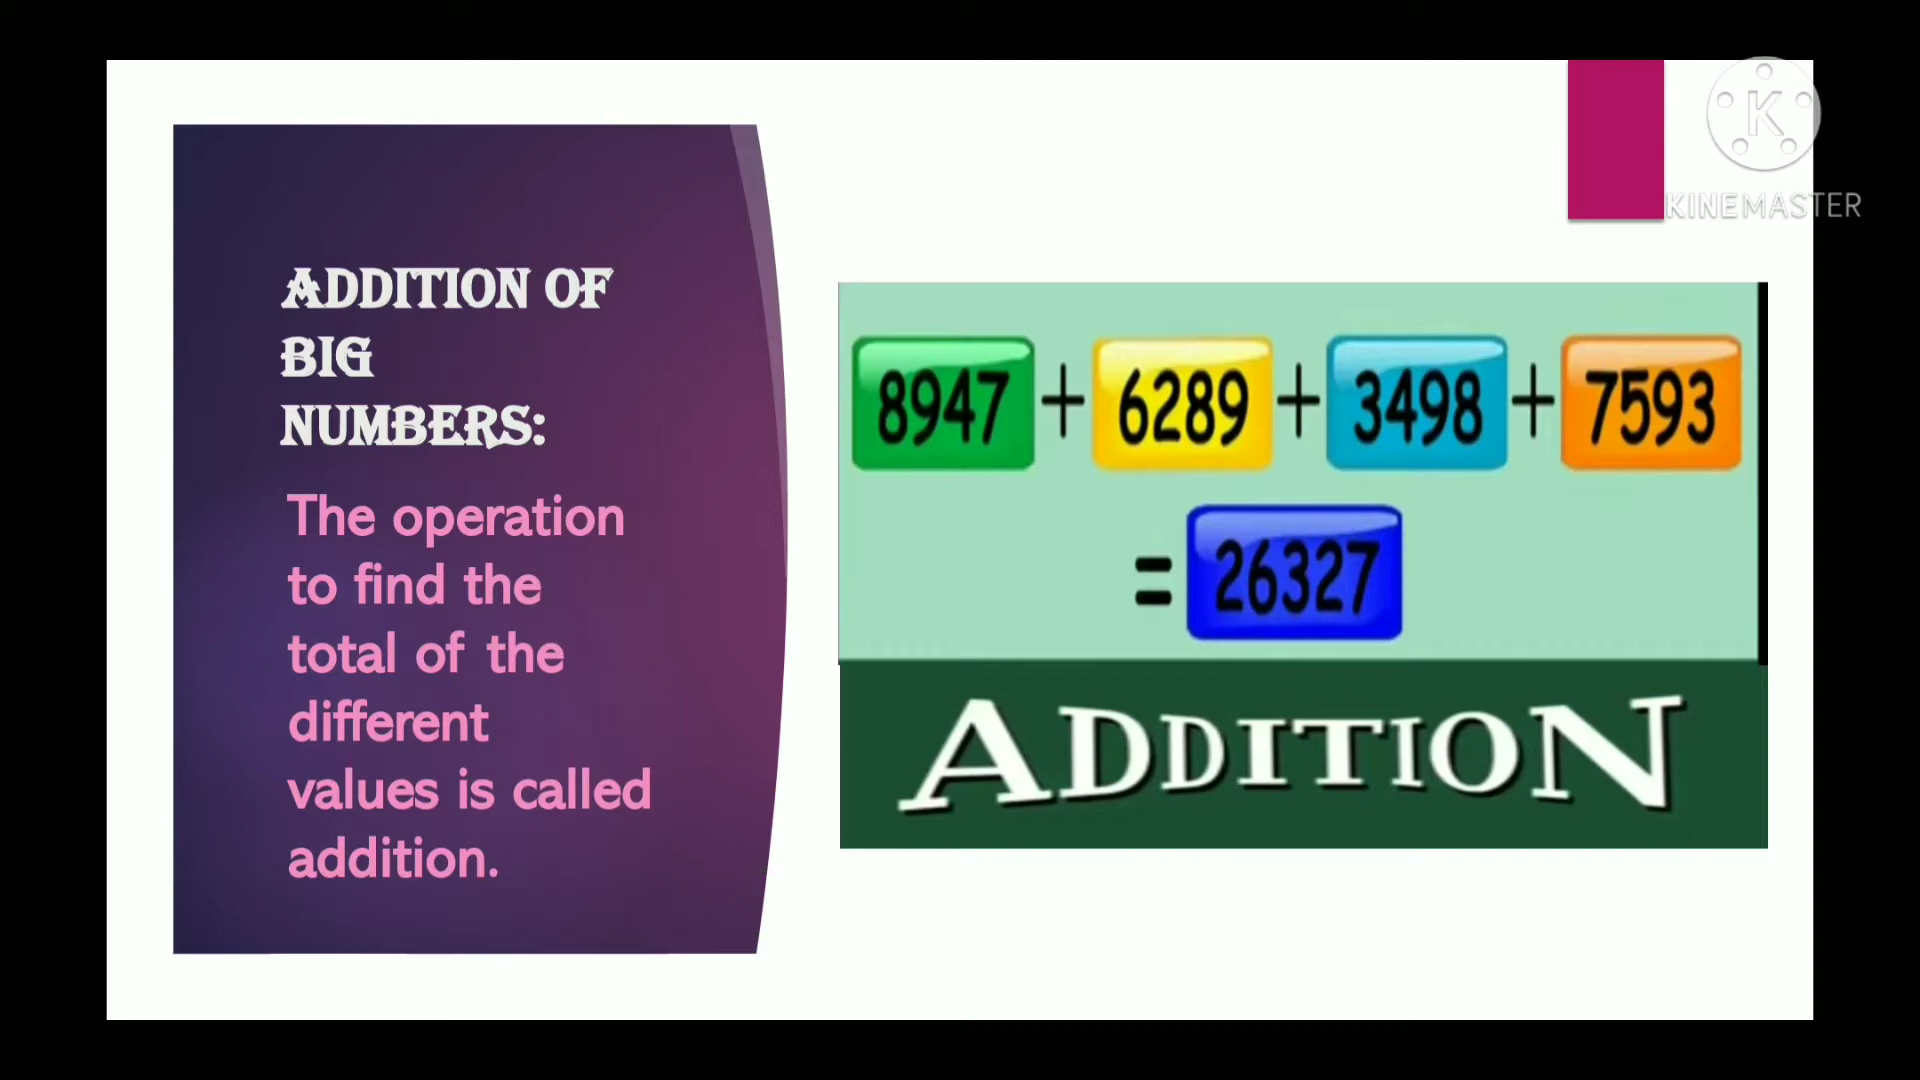 K
KINEMASTER
ADDITION OF
BIG
NUMBERS:
The operation
to find the
total of the
different
values is called
addition.
8947 + 6289 + 3498 + 7593
= 26327
ADDITION